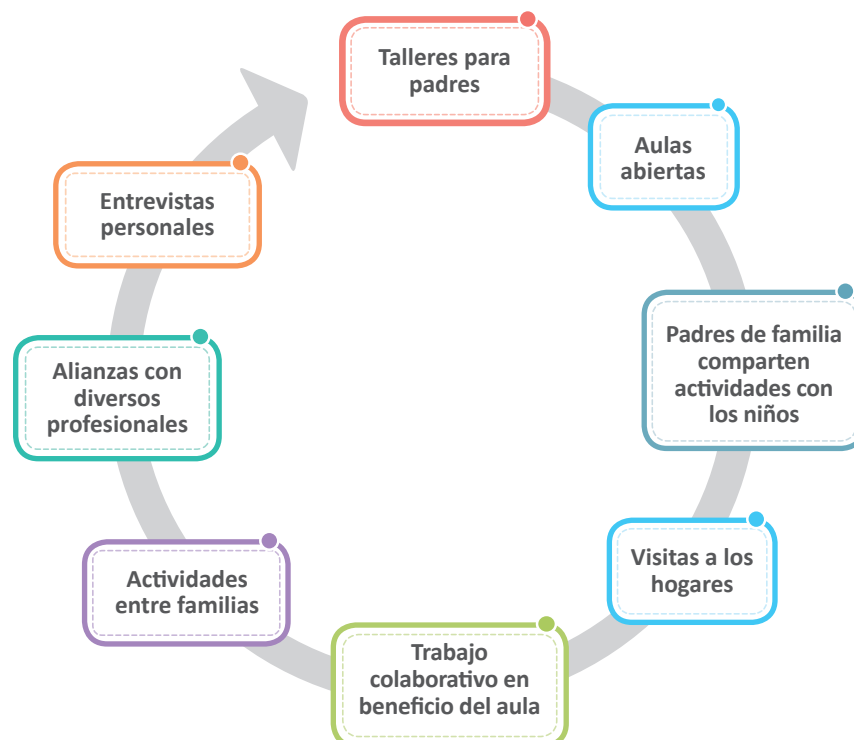 Talleres para
padres
Aulas
abiertas
Padres de familia
comparten
actividades con
los niños
Visitas a los
hogares
Trabajo
colaborativo en
beneficio del aula
Actividades
entre familias
Alianzas con
diversos
profesionales
Entrevistas
personales